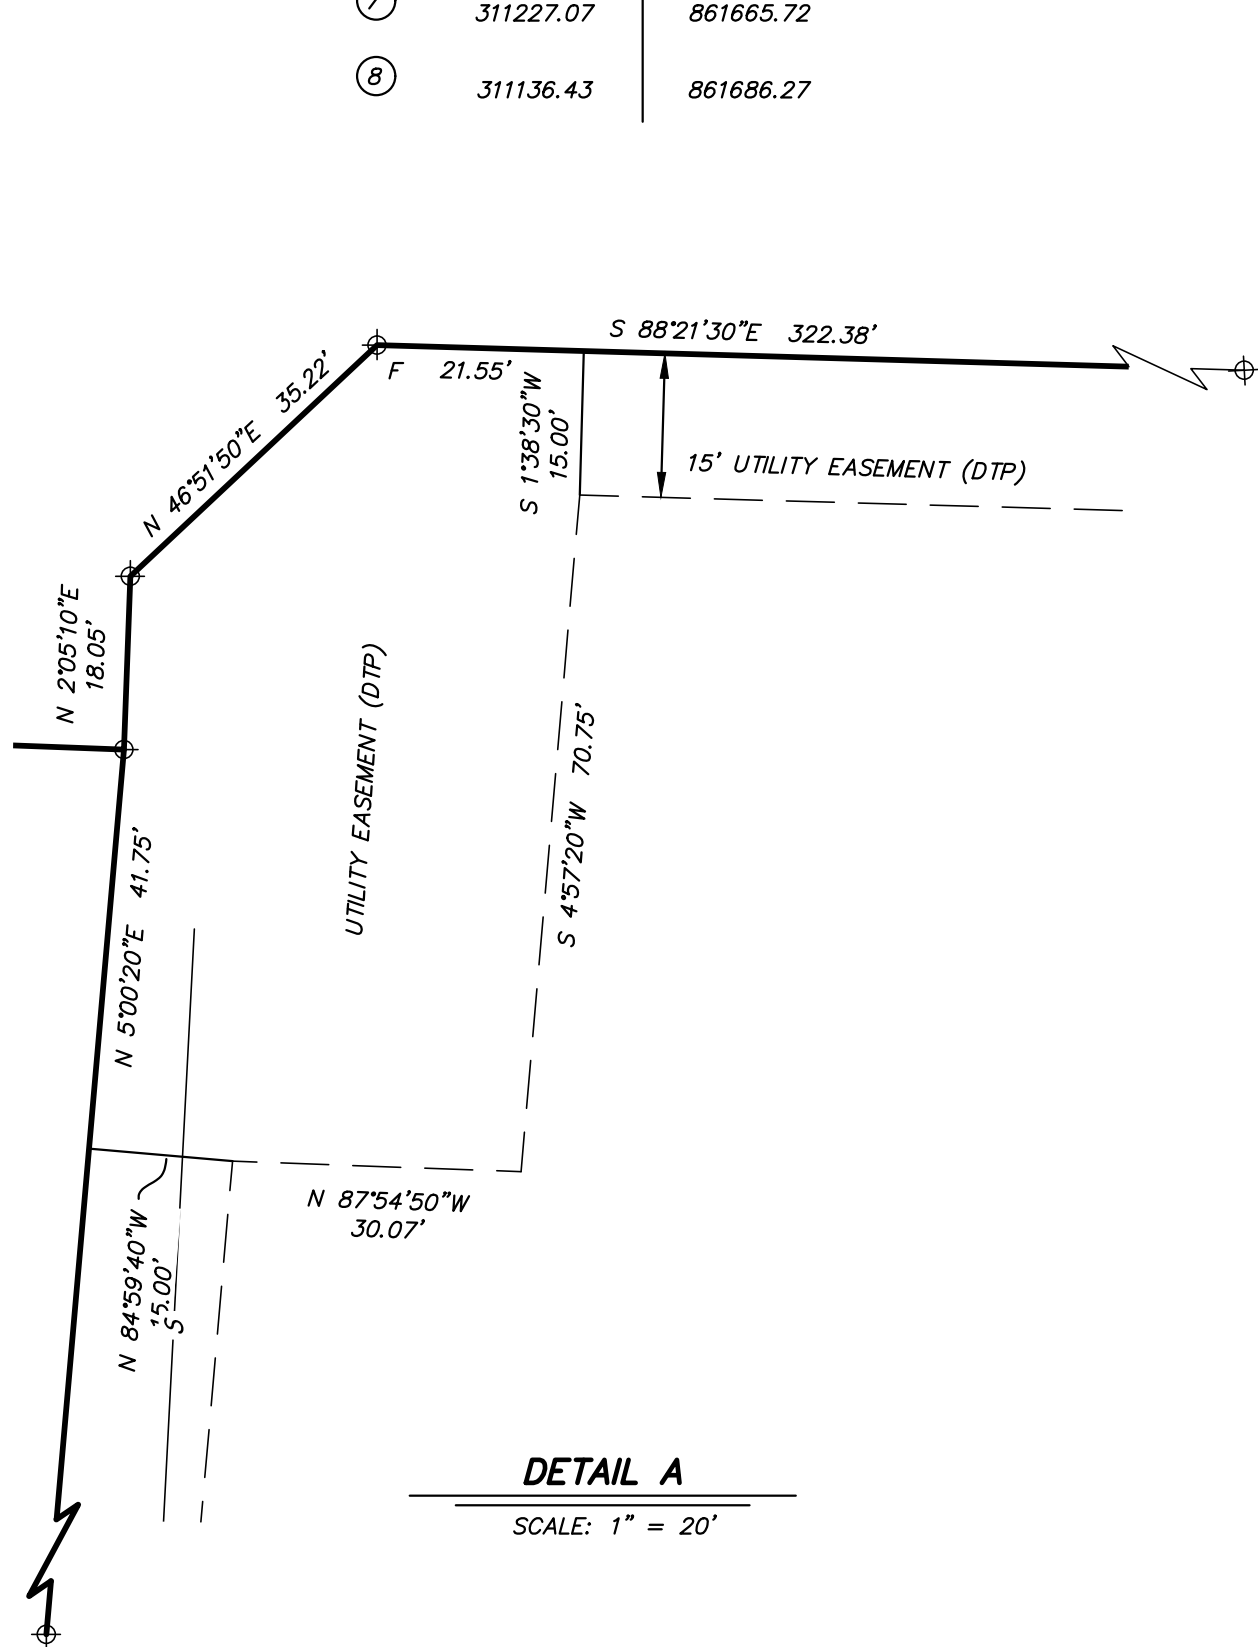 7 311227.07 861665.72
8 311136.43 861686.27
S 88°21'30"E 322.38'
F 21.55'
N 46°51'50"E 35.22'
S 1°38'30"W
15.00'
15' UTILITY EASEMENT (DTP)
N 2°05'10"E
18.05'
UTILITY EASEMENT (DTP)
S 4°57'20"W 70.75'
N 5°00'20"E 41.75'
N 87°54'50"W
30.07'
N 84°59'40"W
15.00'
S
DETAIL A
SCALE: 1" = 20'